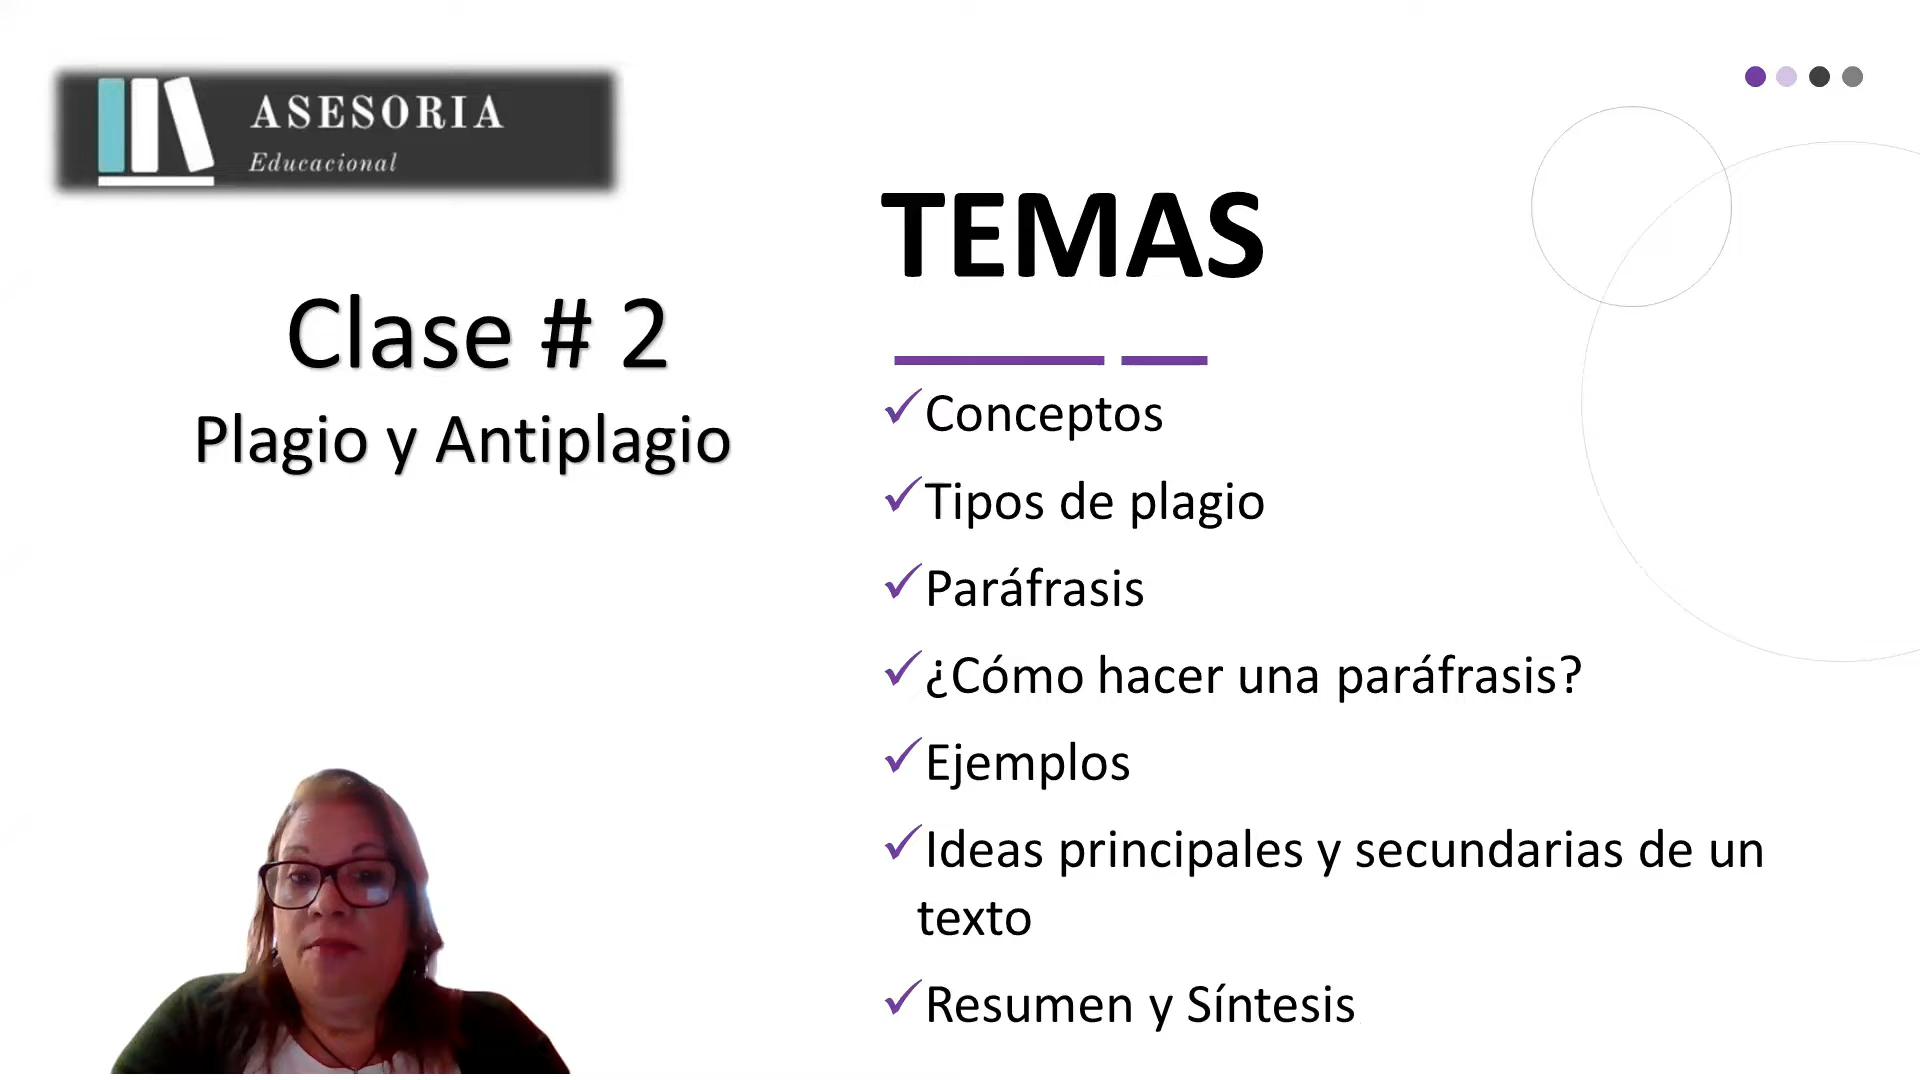 ASESORIA
Educacional
Clase # 2
Plagio y Antiplagio
TEMAS
Conceptos
Tipos de plagio
Paráfrasis
¿Cómo hacer una paráfrasis?
Ejemplos
Ideas principales y secundarias de un
texto
Resumen y Síntesis